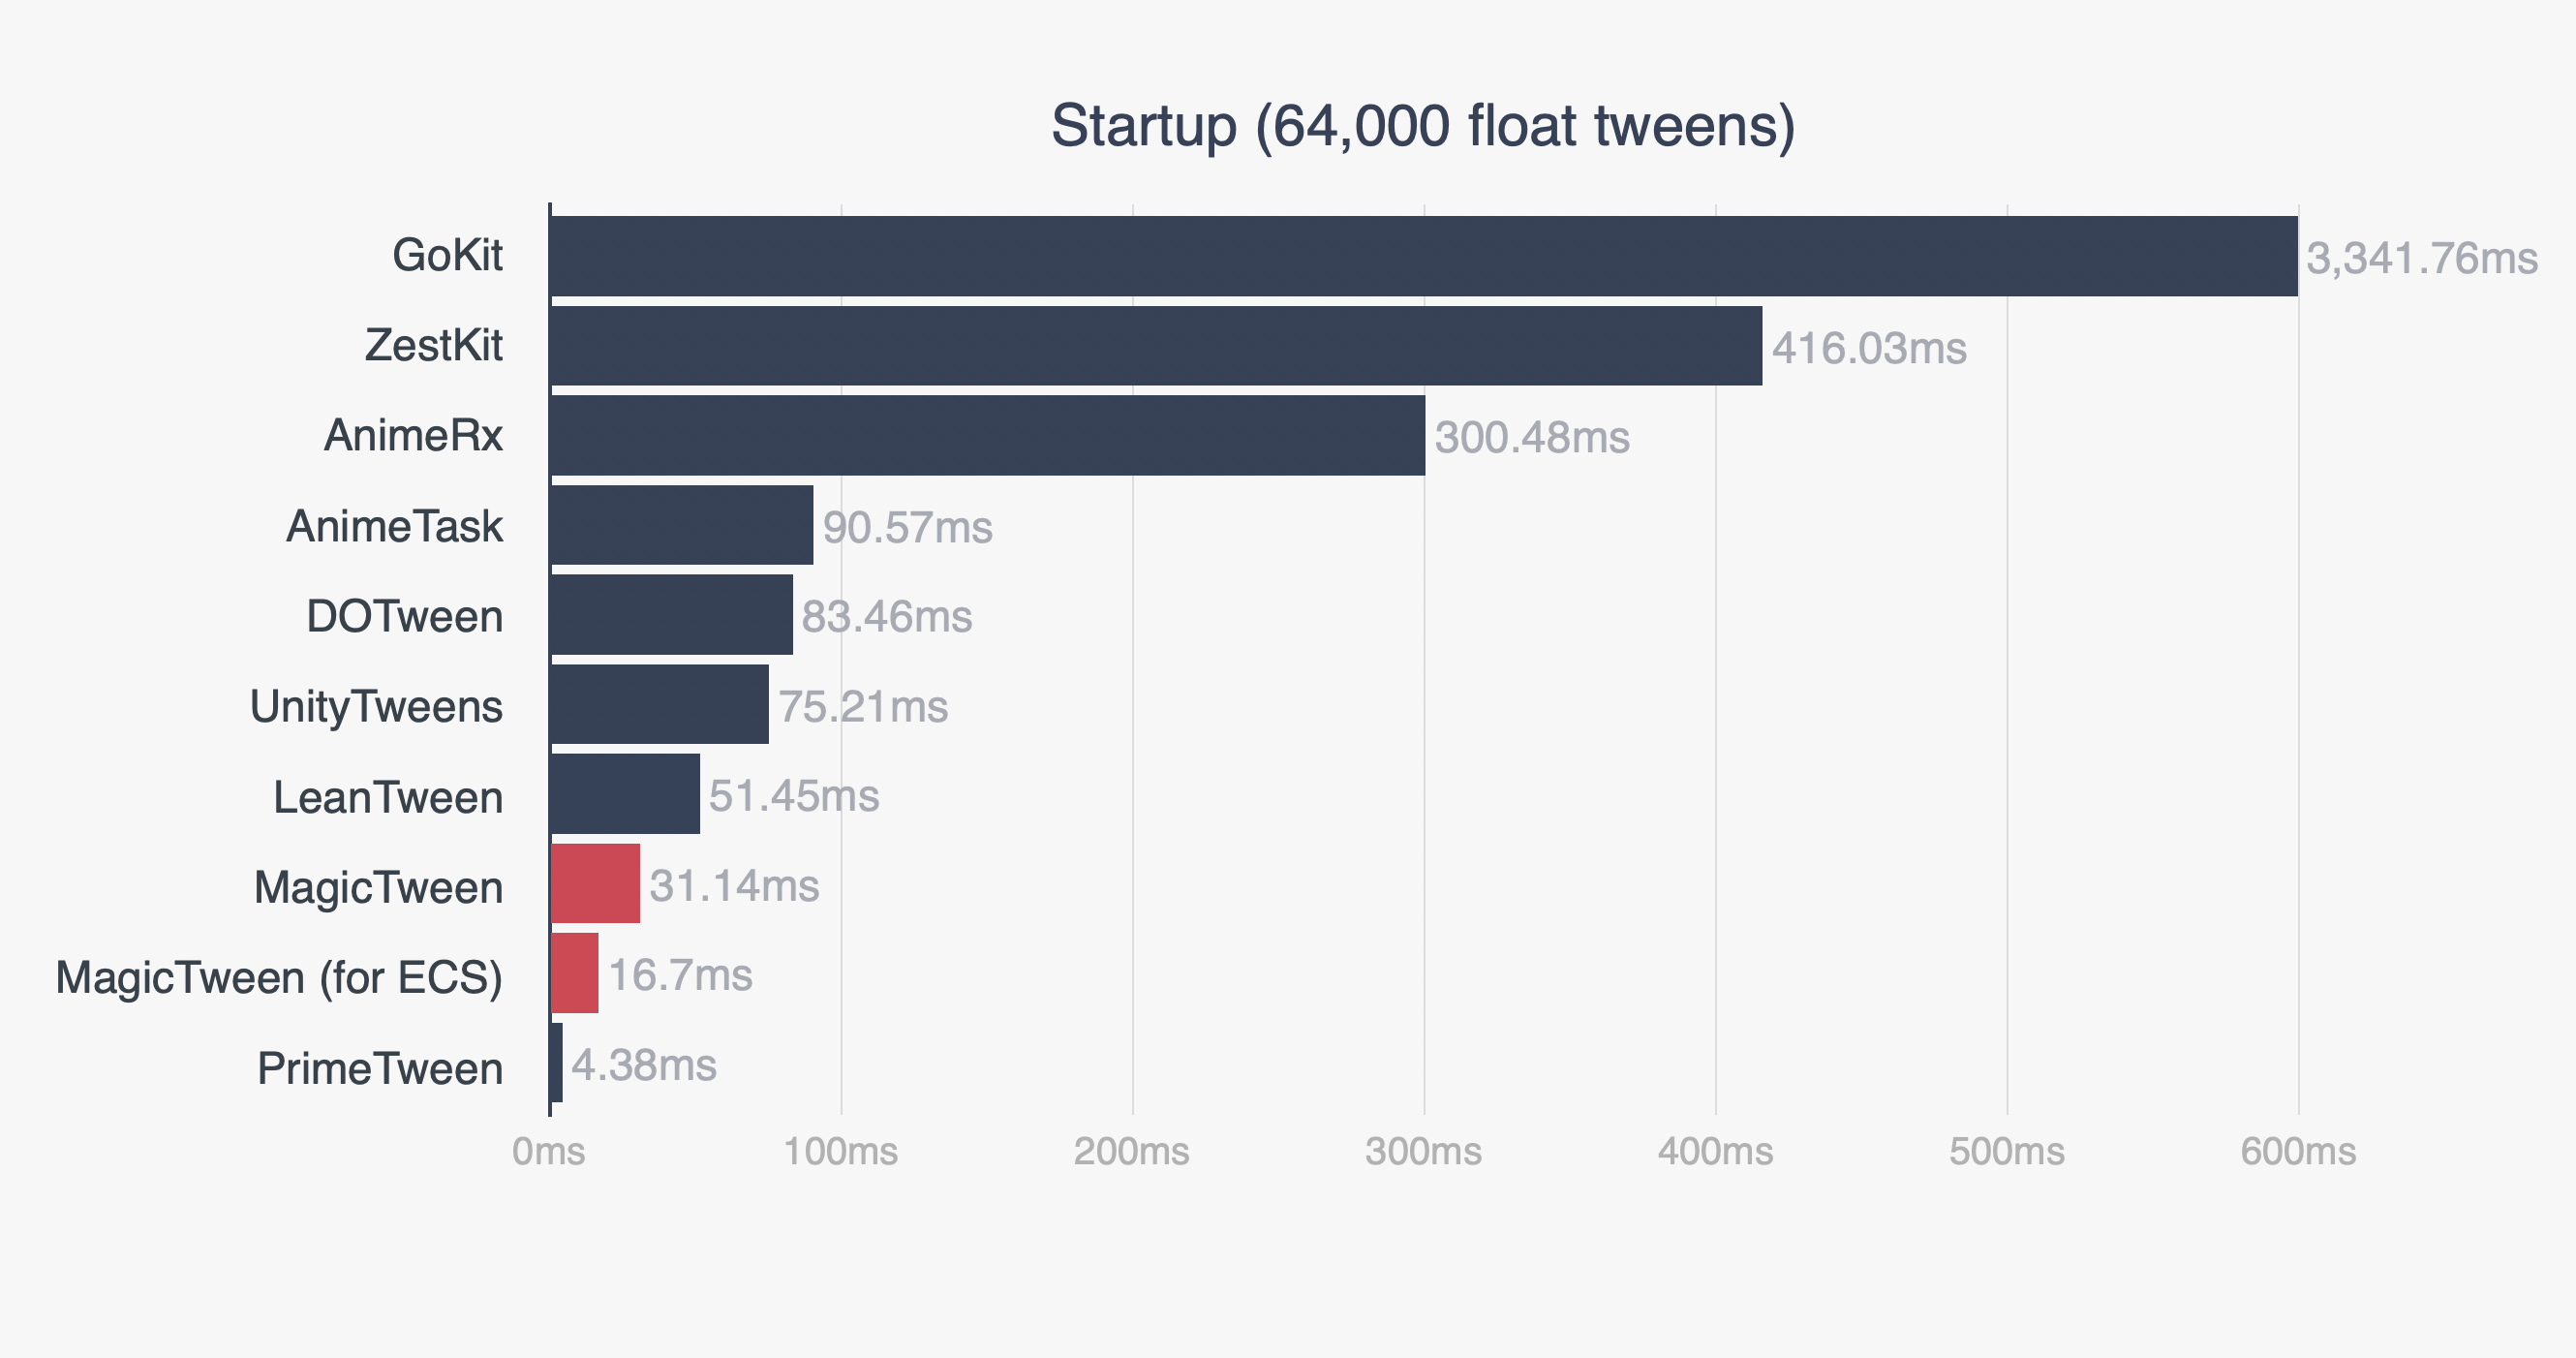 Startup (64,000 float tweens)
GoKit 3,341.76ms
ZestKit 416.03ms
AnimeRx 300.48ms
AnimeTask 90.57ms
DOTween 83.46ms
UnityTweens 75.21ms
LeanTween 51.45ms
MagicTween 31.14ms
MagicTween (for ECS) 16.7ms
PrimeTween 4.38ms
0ms 100ms 200ms 300ms 400ms 500ms 600ms